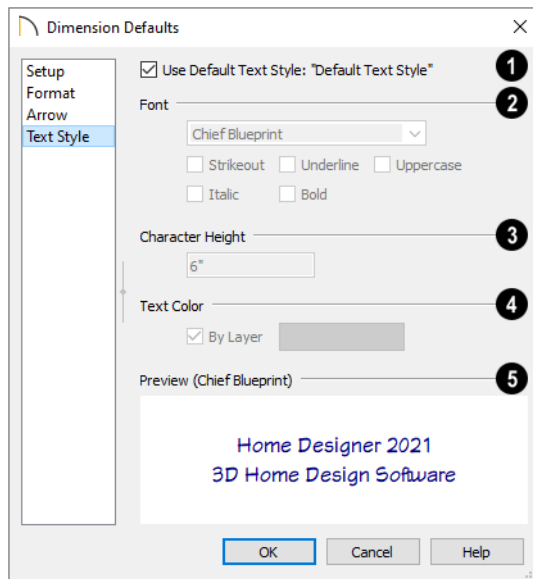 Dimension Defaults
Setup
Format
Arrow
Text Style
Use Default Text Style: "Default Text Style" 1
Font 2
Chief Blueprint
Strikeout Underline Uppercase
Italic Bold
Character Height 3
6"
Text Color 4
By Layer
Preview (Chief Blueprint) 5
Home Designer 2021
3D Home Design Software
OK Cancel Help